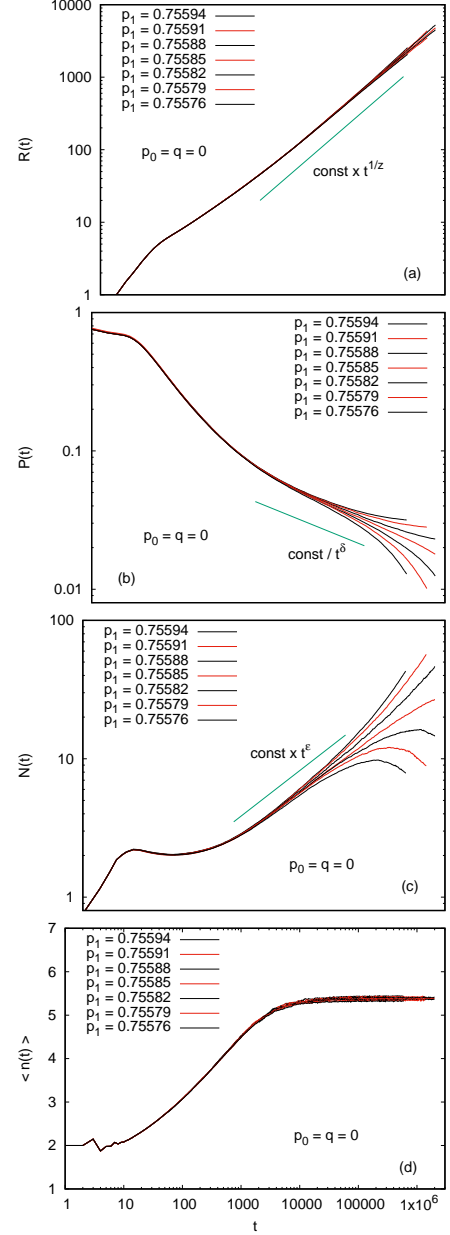 10000
1000
100
10
1
R(t)
p₁ = 0.75594
p₁ = 0.75591
p₁ = 0.75588
p₁ = 0.75585
p₁ = 0.75582
p₁ = 0.75579
p₁ = 0.75576
p₀ = q = 0
const x t^{1/z}
(a)
1
0.1
0.01
P(t)
p₁ = 0.75594
p₁ = 0.75591
p₁ = 0.75588
p₁ = 0.75585
p₁ = 0.75582
p₁ = 0.75579
p₁ = 0.75576
p₀ = q = 0
const / t^δ
(b)
100
10
1
N(t)
p₁ = 0.75594
p₁ = 0.75591
p₁ = 0.75588
p₁ = 0.75585
p₁ = 0.75582
p₁ = 0.75579
p₁ = 0.75576
const x t^ε
p₀ = q = 0
(c)
7
6
5
4
3
2
1
< n(t) >
p₁ = 0.75594
p₁ = 0.75591
p₁ = 0.75588
p₁ = 0.75585
p₁ = 0.75582
p₁ = 0.75579
p₁ = 0.75576
p₀ = q = 0
(d)
1 10 100 1000 10000 100000 1x10⁶
t